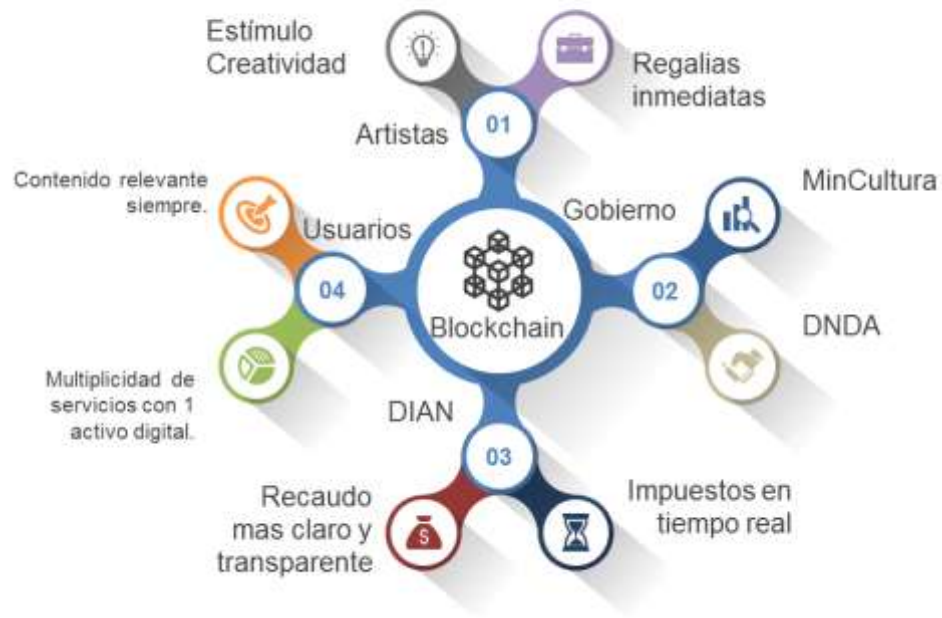 Estímulo
Creatividad
Regalias
inmediatas
01
Artistas
Contenido relevante
siempre.
Usuarios
04
Gobierno
MinCultura
02
DNDA
Blockchain
Multiplicidad de
servicios con 1
activo digital.
DIAN
03
Recaudo
mas claro y
transparente
$
Impuestos en
tiempo real